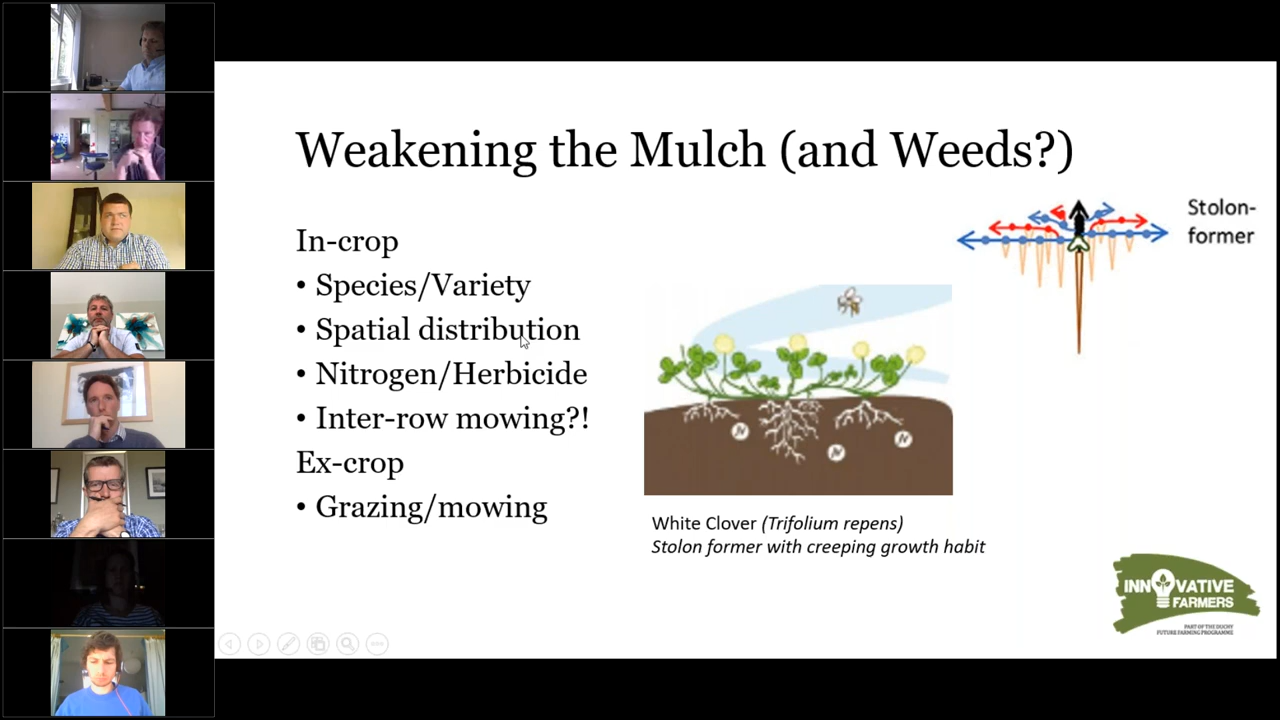 Weakening the Mulch (and Weeds?)
In-crop
• Species/Variety
• Spatial distribution
• Nitrogen/Herbicide
• Inter-row mowing?!
Ex-crop
• Grazing/mowing
Stolon-
former
N
N
N
White Clover (Trifolium repens)
Stolon former with creeping growth habit
INNOVATIVE
FARMERS
PART OF THE DUCHY
FUTURE FARMING PROGRAMME